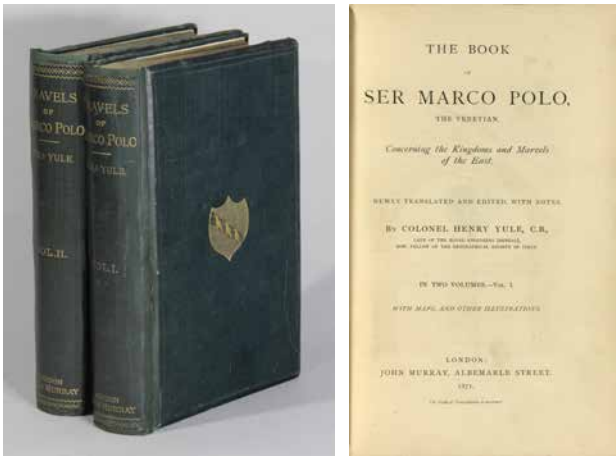 RAVELS
OF
ARCO POLO
YULE
VOL. II.
MURRAY
RAVELS
OF
ARCO POLO
YULE
VOL. I.
LONDON
MURRAY
THE BOOK
OF
SER MARCO POLO,
THE VENETIAN,
Concerning the Kingdoms and Marvels
of the East.
NEWLY TRANSLATED AND EDITED, WITH NOTES,
BY COLONEL HENRY YULE, C.B.,
LATE OF THE ROYAL ENGINEERS (BENGAL),
HON. FELLOW OF THE GEOGRAPHICAL SOCIETY OF ITALY.
IN TWO VOLUMES.—VOL. I.
WITH MAPS, AND OTHER ILLUSTRATIONS.
LONDON:
JOHN MURRAY, ALBEMARLE STREET.
1871.